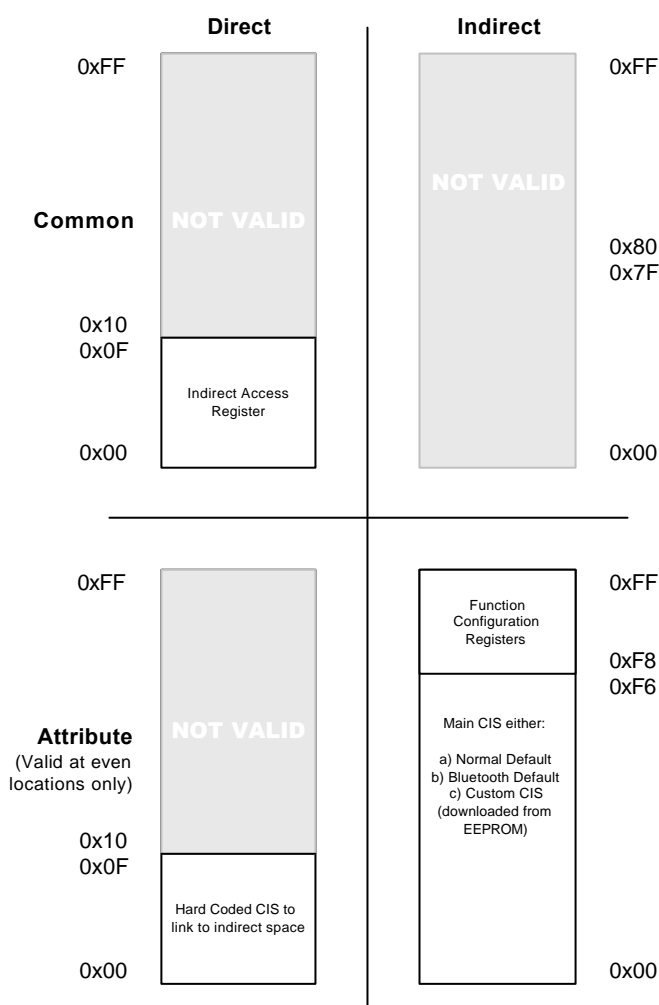 Direct
Indirect
0xFF
0xFF
NOT VALID
NOT VALID
Common
0x80
0x7F
0x10
0x0F
Indirect Access
Register
0x00
0x00
0xFF
0xFF
Function
Configuration
Registers
0xF8
0xF6
Attribute
(Valid at even
locations only)
NOT VALID
Main CIS either:
a) Normal Default
b) Bluetooth Default
c) Custom CIS
(downloaded from
EEPROM)
0x10
0x0F
Hard Coded CIS to
link to indirect space
0x00
0x00